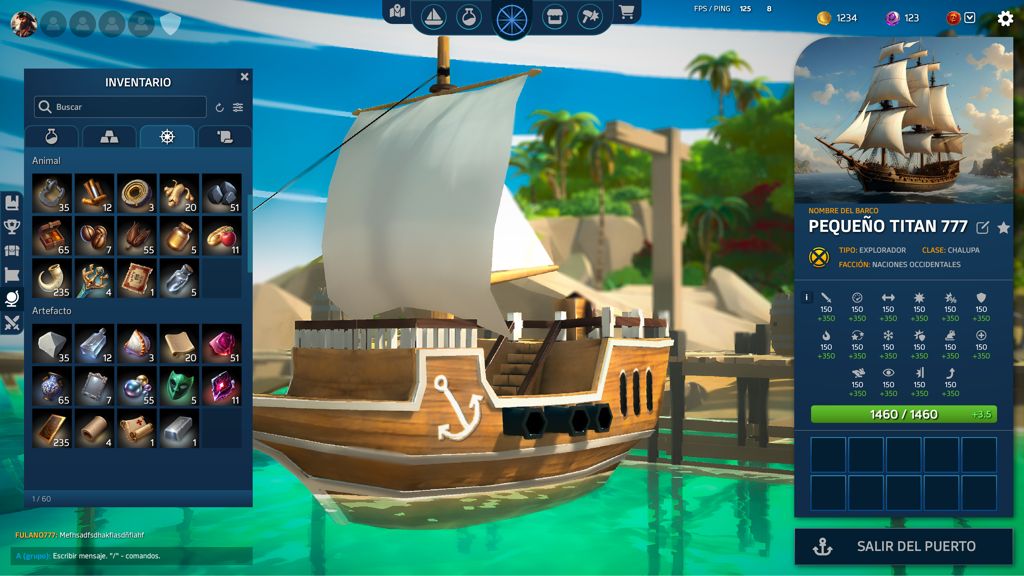 FPS / PING 125 8
1234
123
INVENTARIO
Buscar
Animal
35 12 3 20 51
65 7 55 5 11
235 4 1 5
Artefacto
35 12 3 20 51
65 7 55 5 11
235 4 1 1
1 / 60
FULANO777: Mefhsadfsdhakflasdñflahf
A (grupo): Escribir mensaje. "/" - comandos.
NOMBRE DEL BARCO
PEQUEÑO TITAN 777
TIPO: EXPLORADOR CLASE: CHALUPA
FACCIÓN: NACIONES OCCIDENTALES
i
150 150 150 150 150 150
+350 +350 +350 +350 +350 +350
150 150 150 150 150 150
+350 +350 +350 +350 +350 +350
150 150 150 150
+350 +350 +350 +350
1460 / 1460 +3.5
SALIR DEL PUERTO